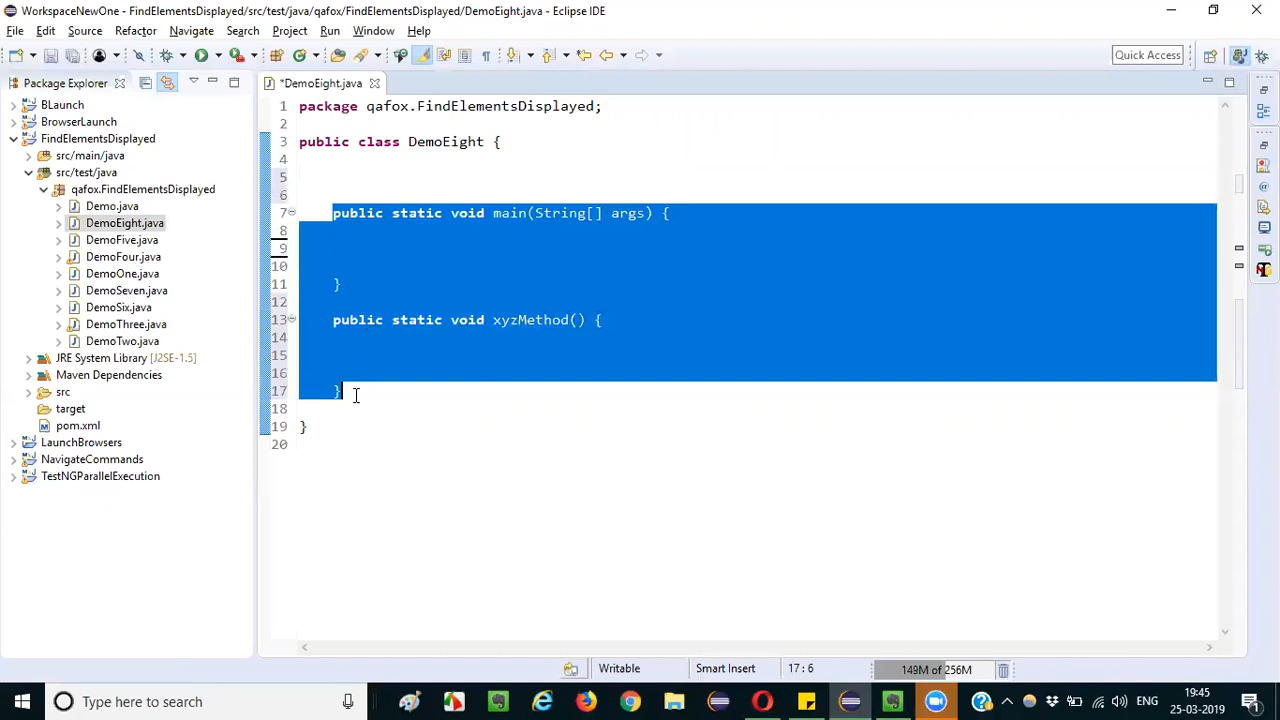 WorkspaceNewOne - FindElementsDisplayed/src/test/java/qafox/FindElementsDisplayed/DemoEight.java - Eclipse IDE
File Edit Source Refactor Navigate Search Project Run Window Help
Quick Access
Package Explorer
*DemoEight.java
BLaunch
BrowserLaunch
FindElementsDisplayed
src/main/java
src/test/java
qafox.FindElementsDisplayed
Demo.java
DemoEight.java
DemoFive.java
DemoFour.java
DemoOne.java
DemoSeven.java
DemoSix.java
DemoThree.java
DemoTwo.java
JRE System Library [J2SE-1.5]
Maven Dependencies
src
target
pom.xml
LaunchBrowsers
NavigateCommands
TestNGParallelExecution
1 package qafox.FindElementsDisplayed;
2
3 public class DemoEight {
4
5
6
7 public static void main(String[] args) {
8
9
10
11 }
12
13 public static void xyzMethod() {
14
15
16
17 }
18
19 }
20
Writable Smart Insert 17 : 6 149M of 256M
Type here to search
ENG
19:45
25-03-2019
1